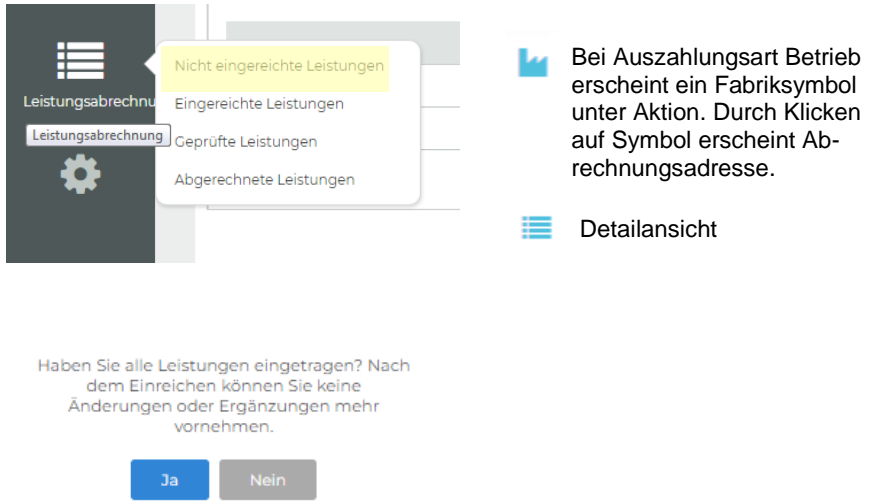 Nicht eingereichte Leistungen
Leistungsabrechnu
Eingereichte Leistungen
Leistungsabrechnung
Geprüfte Leistungen
Abgerechnete Leistungen
Bei Auszahlungsart Betrieb
erscheint ein Fabriksymbol
unter Aktion. Durch Klicken
auf Symbol erscheint Ab-
rechnungsadresse.
Detailansicht
Haben Sie alle Leistungen eingetragen? Nach
dem Einreichen können Sie keine
Änderungen oder Ergänzungen mehr
vornehmen.
Ja
Nein